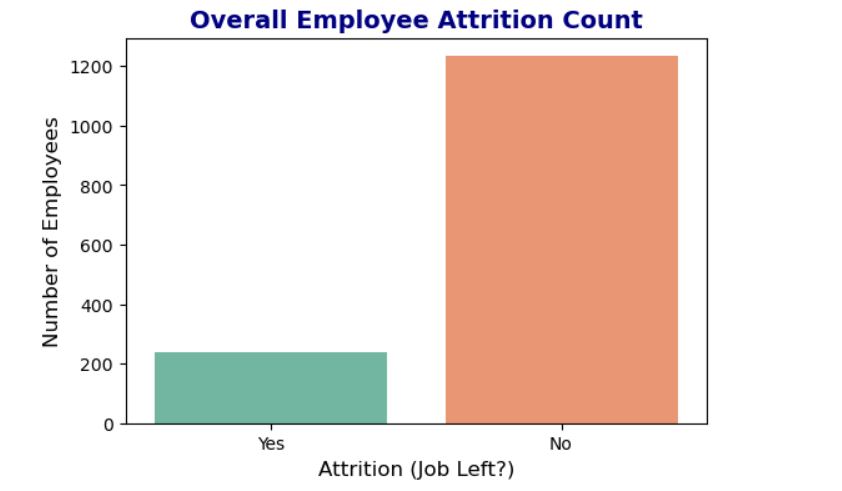 Overall Employee Attrition Count
Number of Employees
1200
1000
800
600
400
200
0
Yes No
Attrition (Job Left?)